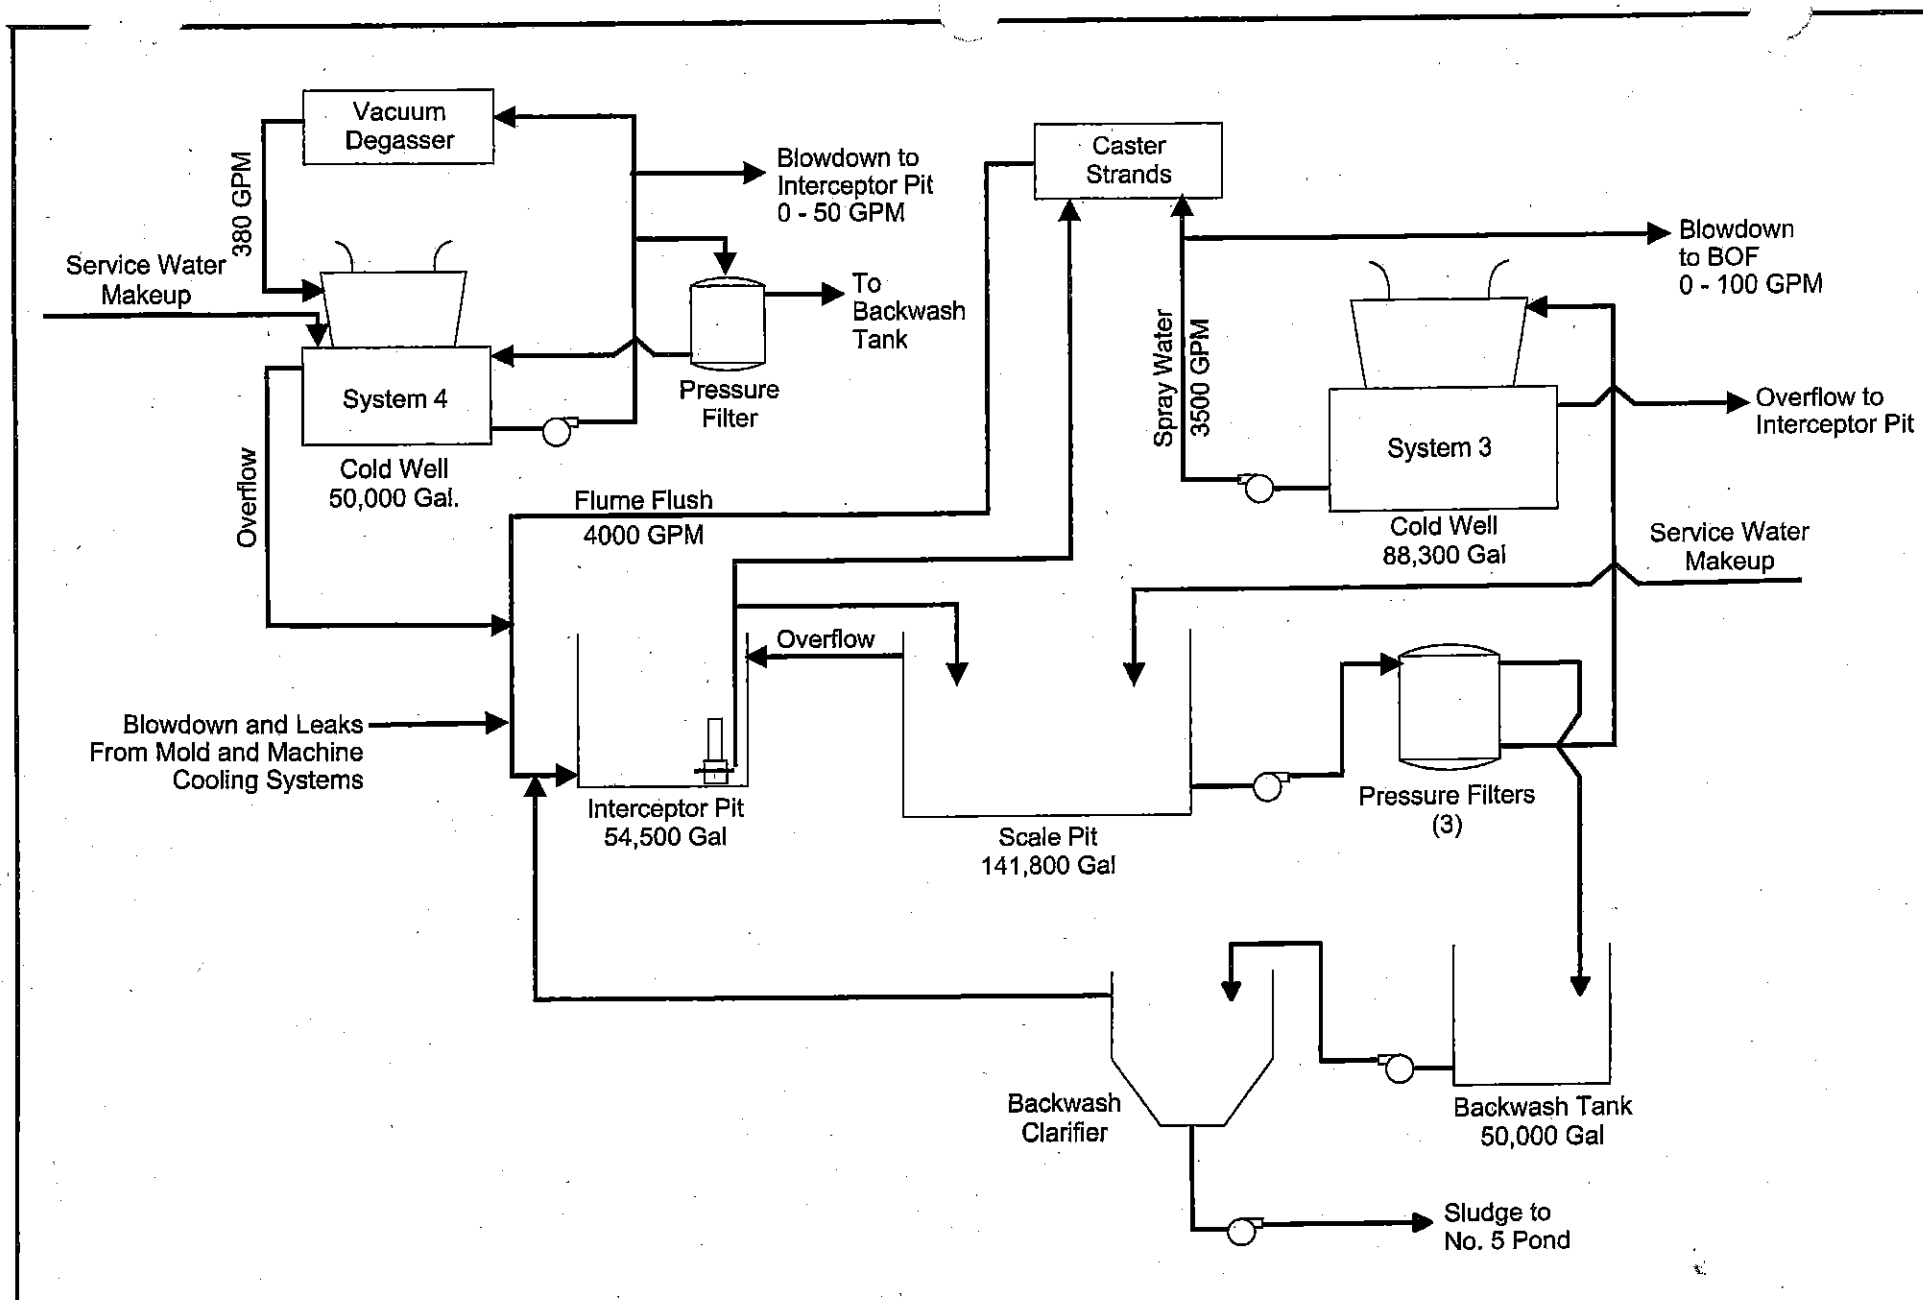 Vacuum
Degasser
380 GPM
Blowdown to
Interceptor Pit
0 - 50 GPM
Service Water
Makeup
To
Backwash
Tank
Pressure
Filter
System 4
Cold Well
50,000 Gal.
Overflow
Caster
Strands
Blowdown
to BOF
0 - 100 GPM
Spray Water
3500 GPM
System 3
Overflow to
Interceptor Pit
Cold Well
88,300 Gal
Service Water
Makeup
Flume Flush
4000 GPM
Overflow
Blowdown and Leaks
From Mold and Machine
Cooling Systems
Interceptor Pit
54,500 Gal
Scale Pit
141,800 Gal
Pressure Filters
(3)
Backwash
Clarifier
Backwash Tank
50,000 Gal
Sludge to
No. 5 Pond